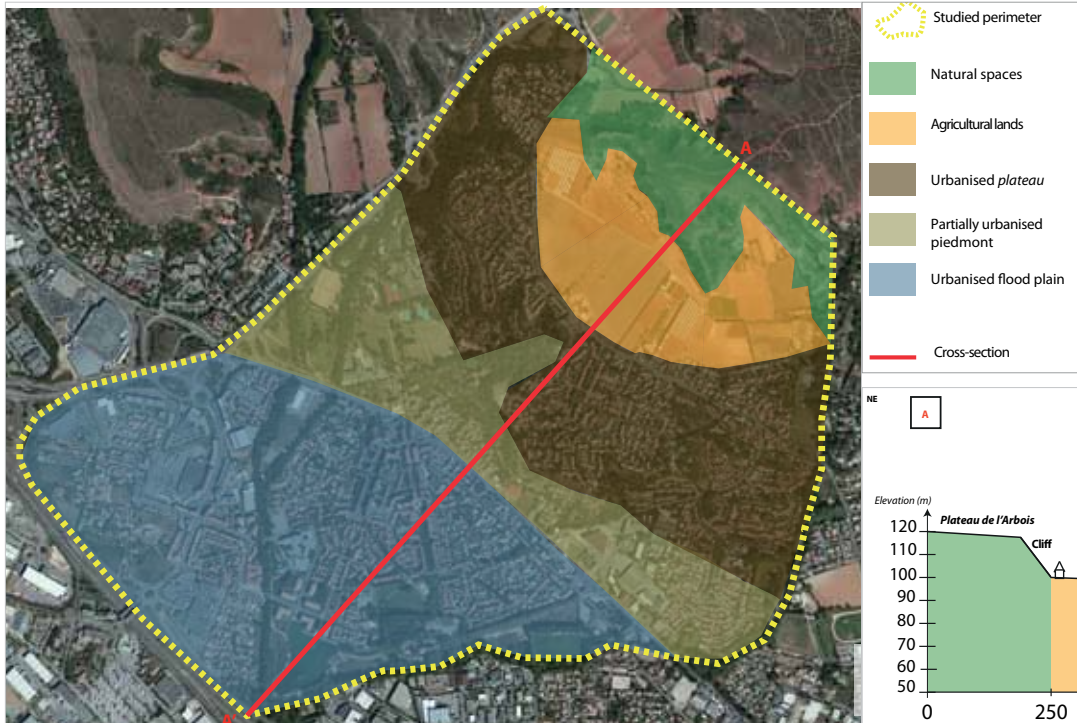 Studied perimeter
Natural spaces
Agricultural lands
Urbanised plateau
Partially urbanised
piedmont
Urbanised flood plain
Cross-section
A
NE
A
Elevation (m)
Plateau de l'Arbois
Cliff
120
110
100
90
80
70
60
50
0
250